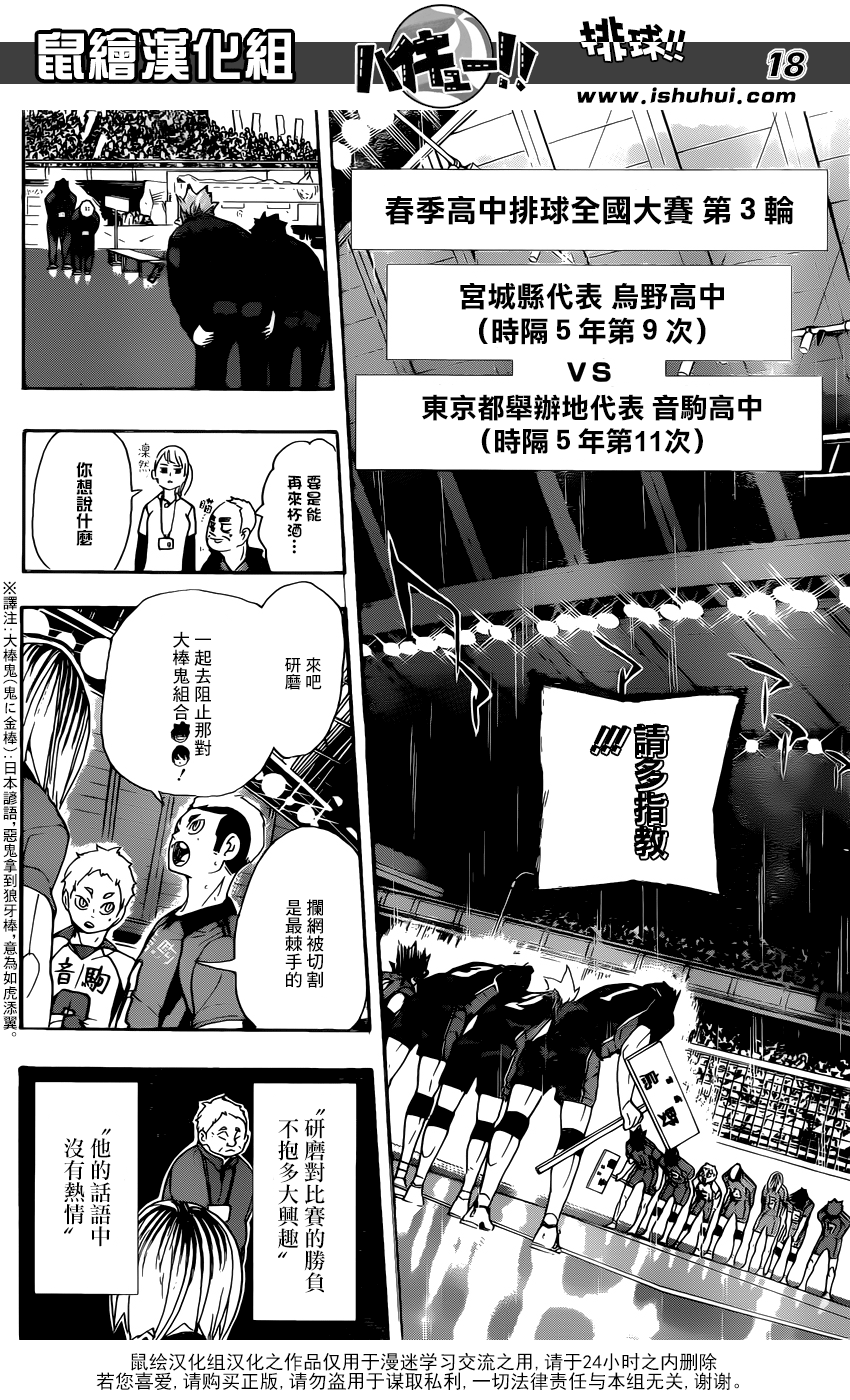 鼠繪漢化組
ハイキュー!!
排球!!
18
www.ishuhui.com
春季高中排球全國大賽 第3輪
宮城縣代表 烏野高中
(時隔5年第9次)
VS
東京都舉辦地代表 音駒高中
(時隔5年第11次)
請多指教
!!!
要是能
再來杯酒…
喵…
凜然
你想說什麼
來吧
研磨
一起去阻止那對
大棒鬼組合!
攔網被切割
是最棘手的
音駒
※譯注:大棒鬼(鬼に金棒):日本諺語,惡鬼拿到狼牙棒,意為如虎添翼。
"研磨對比賽的勝負
不抱多大興趣"
"他的話語中
沒有熱情"
鼠绘汉化组汉化之作品仅用于漫迷学习交流之用,请于24小时之内删除
若您喜爱,请购买正版,请勿盗用于谋取私利,一切法律责任与本组无关,谢谢。